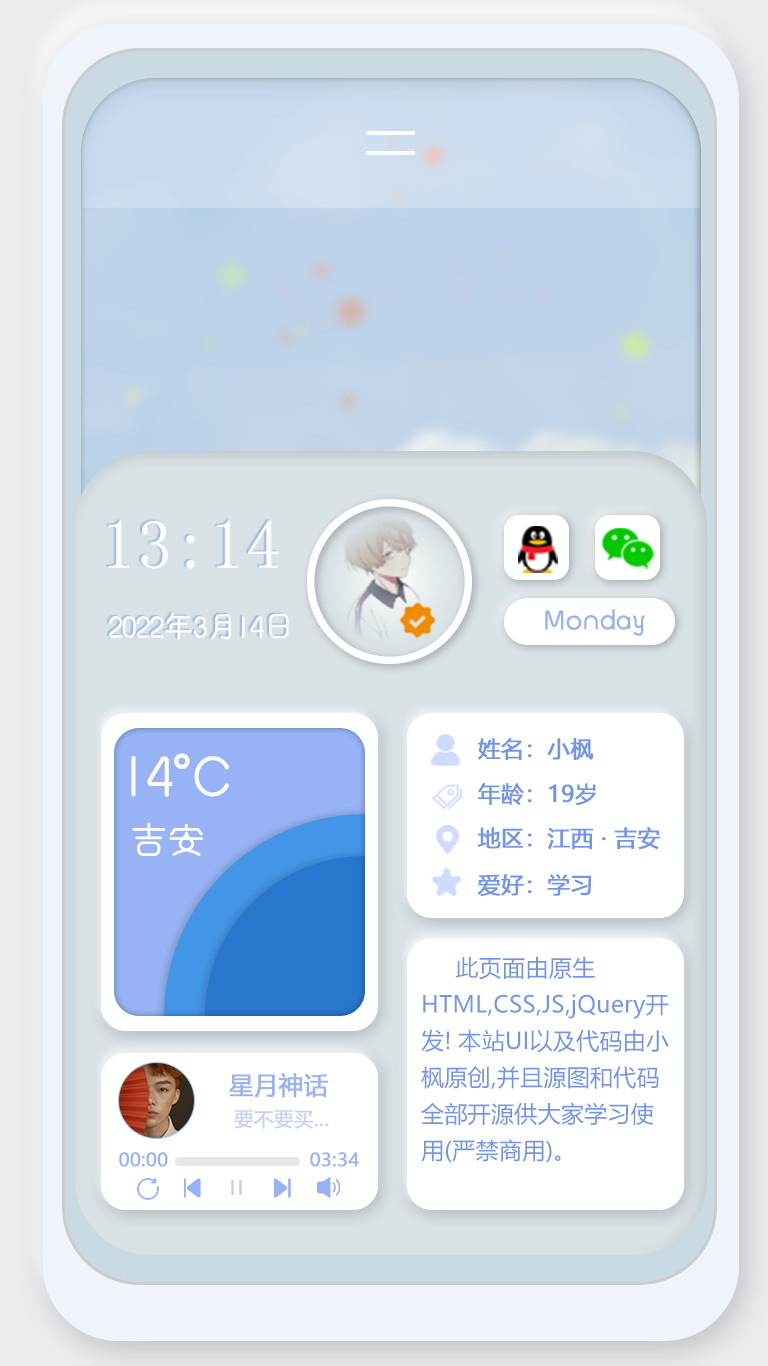 13:14
2022年3月14日
Monday
14°C
吉安
姓名：小枫
年龄：19岁
地区：江西 · 吉安
爱好：学习
此页面由原生
HTML,CSS,JS,jQuery开
发! 本站UI以及代码由小
枫原创,并且源图和代码
全部开源供大家学习使
用(严禁商用)。
星月神话
要不要买...
00:00
03:34